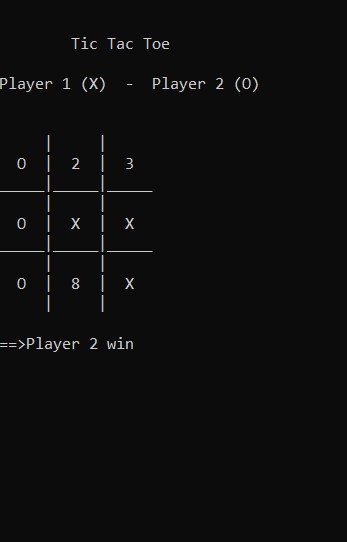 Tic Tac Toe
Player 1 (X)  -  Player 2 (O)
O | 2 | 3
O | X | X
O | 8 | X
==>Player 2 win